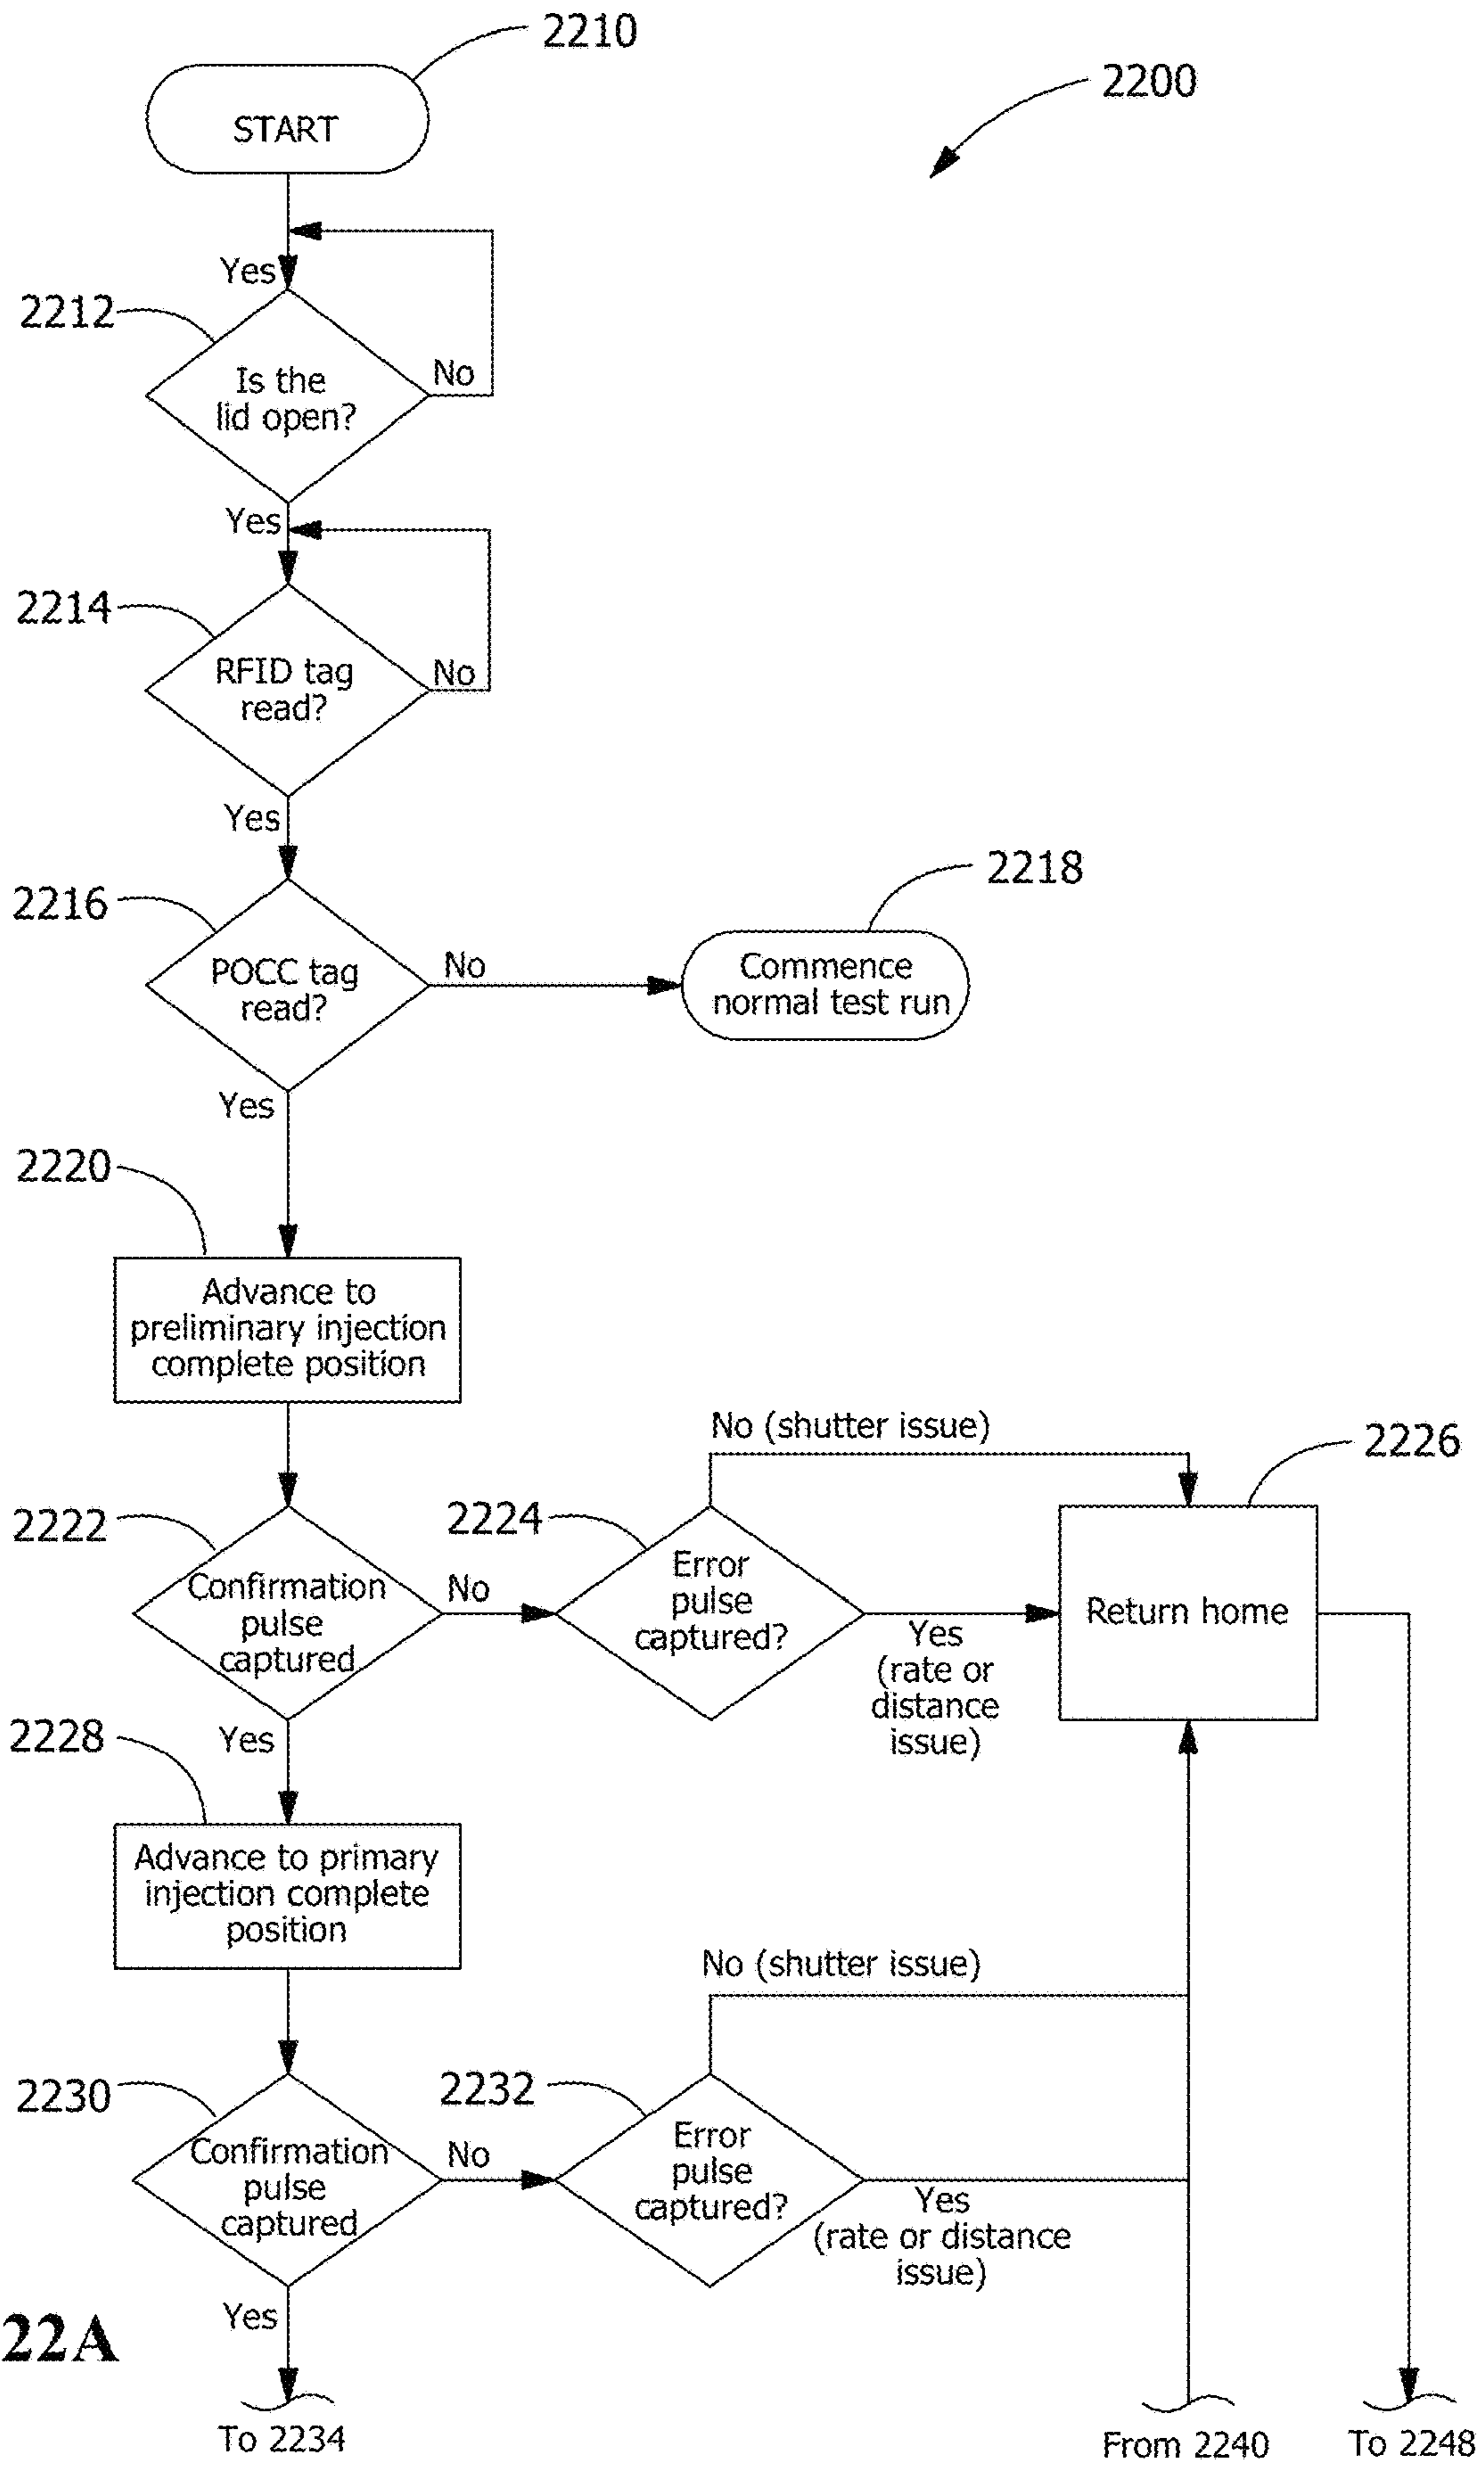 2210
2200
START
Yes
2212
Is the
lid open?
No
Yes
2214
RFID tag
read?
No
Yes
2216
POCC tag
read?
No
2218
Commence
normal test run
Yes
2220
Advance to
preliminary injection
complete position
No (shutter issue)
2226
2222
Confirmation
pulse
captured
No
2224
Error
pulse
captured?
Yes
(rate or
distance
issue)
Return home
Yes
2228
Advance to primary
injection complete
position
No (shutter issue)
2230
Confirmation
pulse
captured
No
2232
Error
pulse
captured?
Yes
(rate or distance
issue)
Yes
22A
To 2234
From 2240
To 2248